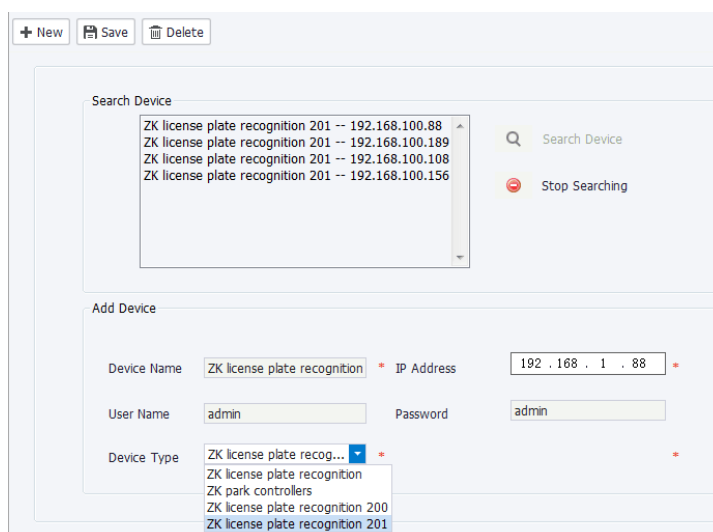 New Save Delete
Search Device
ZK license plate recognition 201 -- 192.168.100.88
ZK license plate recognition 201 -- 192.168.100.189
ZK license plate recognition 201 -- 192.168.100.108
ZK license plate recognition 201 -- 192.168.100.156
Search Device
Stop Searching
Add Device
Device Name ZK license plate recognition * IP Address 192 . 168 . 1 . 88 *
User Name admin Password admin
Device Type ZK license plate recog... * *
ZK license plate recognition
ZK park controllers
ZK license plate recognition 200
ZK license plate recognition 201